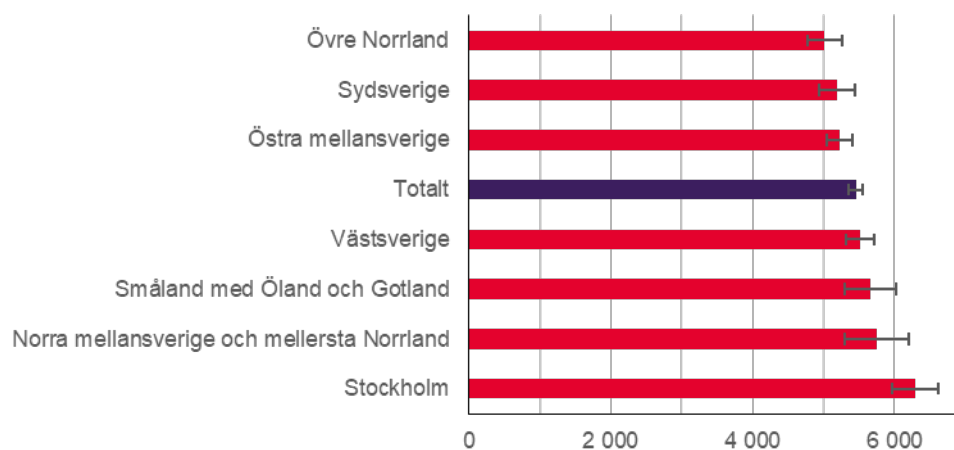 Övre Norrland
Sydsverige
Östra mellansverige
Totalt
Västsverige
Småland med Öland och Gotland
Norra mellansverige och mellersta Norrland
Stockholm
0 2 000 4 000 6 000